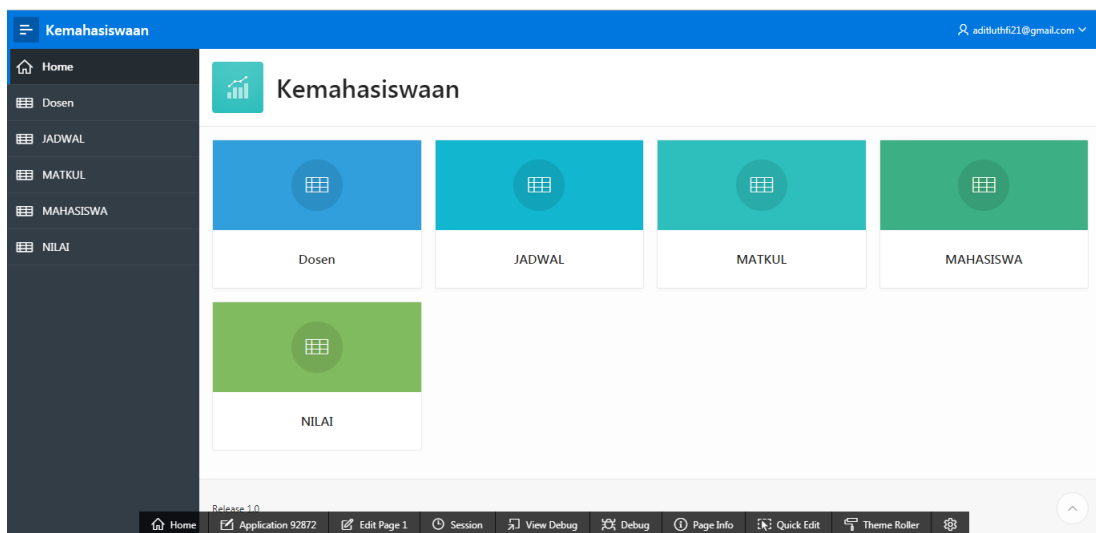 Kemahasiswaan
aditluthfi21@gmail.com
Home
Dosen
JADWAL
MATKUL
MAHASISWA
NILAI
Kemahasiswaan
Dosen
JADWAL
MATKUL
MAHASISWA
NILAI
Release 1.0
Home
Application 92872
Edit Page 1
Session
View Debug
Debug
Page Info
Quick Edit
Theme Roller